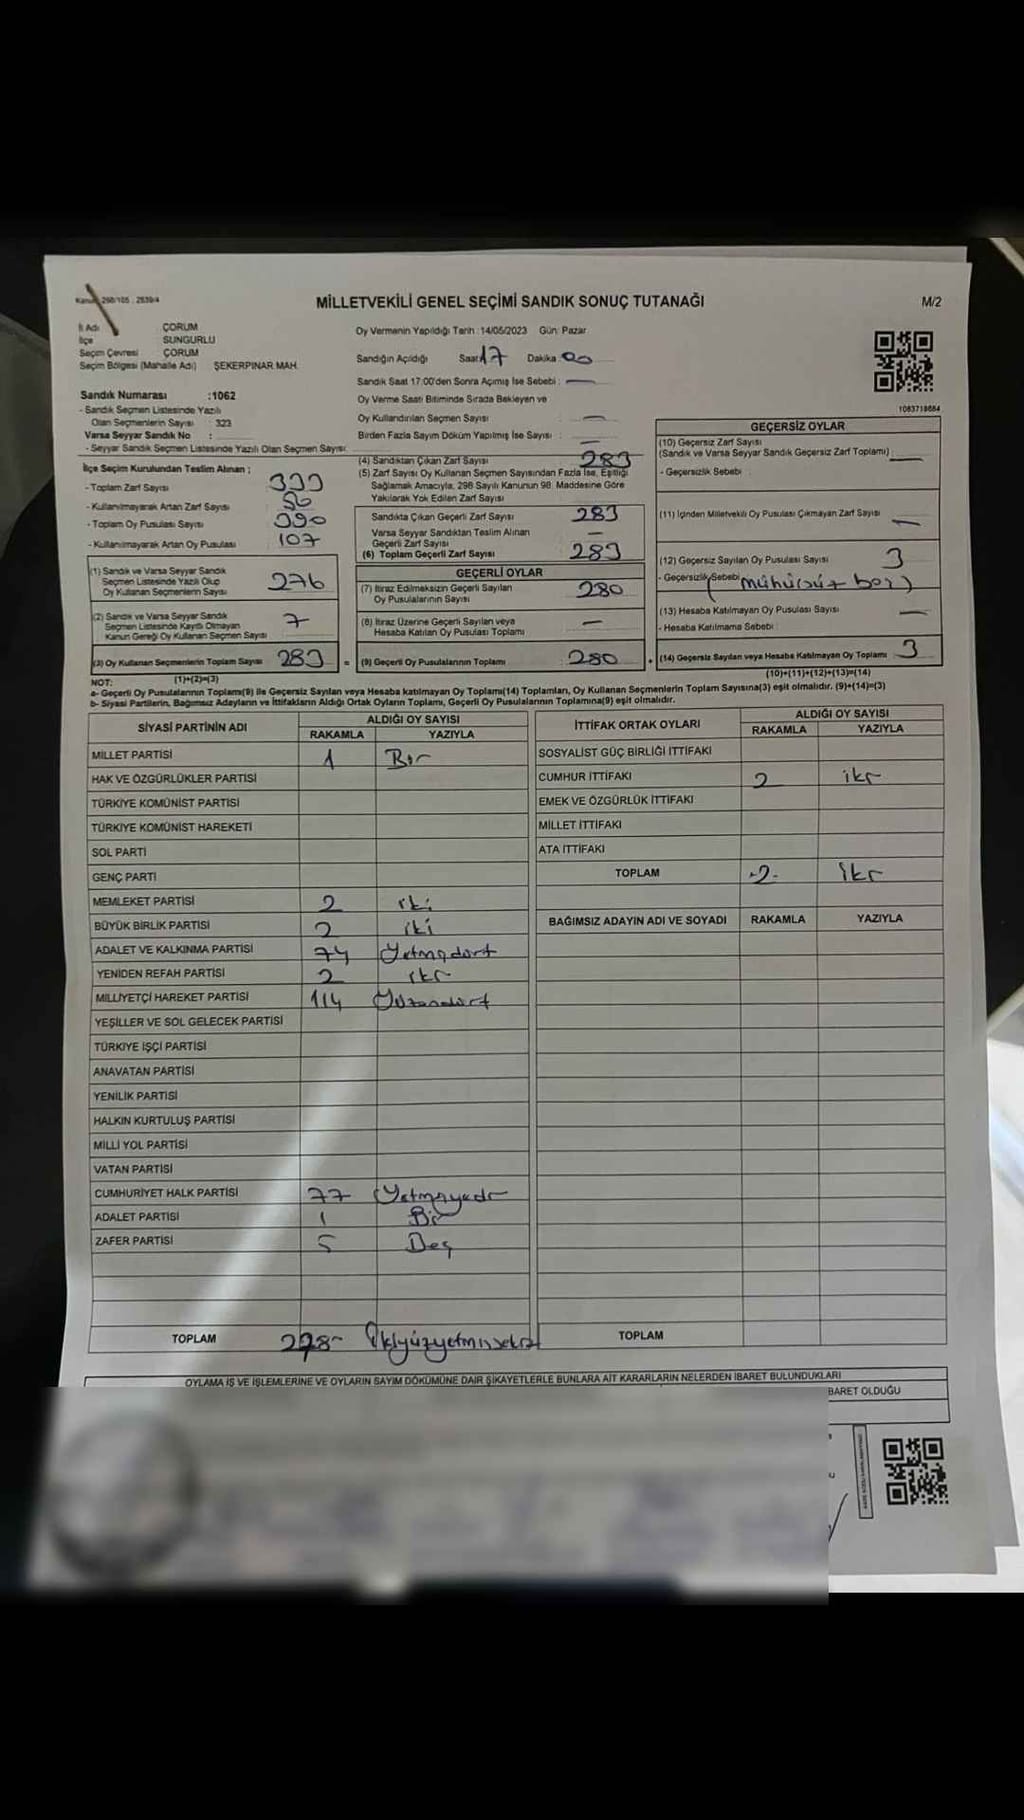 Kanun 298/105 , 2839/4
MİLLETVEKİLİ GENEL SEÇİMİ SANDIK SONUÇ TUTANAĞI
M/2
İl Adı : ÇORUM
İlçe : SUNGURLU
Seçim Çevresi : ÇORUM
Seçim Bölgesi (Mahalle Adı) ŞEKERPINAR MAH.
Oy Vermenin Yapıldığı Tarih :14/05/2023 Gün: Pazar
Sandığın Açıldığı Saat 17 Dakika 00
Sandık Saat 17:00'den Sonra Açımış İse Sebebi : —
Oy Verme Saati Bitiminde Sırada Bekleyen ve
Oy Kullandırılan Seçmen Sayısı —
Birden Fazla Sayım Döküm Yapılmış İse Sayısı : —
1083718684
Sandık Numarası :1062
- Sandık Seçmen Listesinde Yazılı
Olan Seçmenlerin Sayısı : 323
Varsa Seyyar Sandık No :
- Seyyar Sandık Seçmen Listesinde Yazılı Olan Seçmen Sayısı:
İlçe Seçim Kurulundan Teslim Alınan ;
- Toplam Zarf Sayısı
- Kullanılmayarak Artan Zarf Sayısı
- Toplam Oy Pusulası Sayısı 390
- Kullanılmayarak Artan Oy Pusulası 107
(1) Sandık ve Varsa Seyyar Sandık
Seçmen Listesinde Yazılı Olup
Oy Kullanan Seçmenlerin Sayısı 276
(2) Sandık ve Varsa Seyyar Sandık
Seçmen Listesinde Kayıtlı Olmayan
Kanun Gereği Oy Kullanan Seçmen Sayısı 7
(3) Oy Kullanan Seçmenlerin Toplam Sayısı 283 =
(1)+(2)=(3)
(4) Sandıktan Çıkan Zarf Sayısı 283
(5) Zarf Sayısı Oy Kullanan Seçmen Sayısından Fazla İse, Eşitliği
Sağlamak Amacıyla, 298 Sayılı Kanunun 98. Maddesine Göre
Yakılarak Yok Edilen Zarf Sayısı
Sandıkta Çıkan Geçerli Zarf Sayısı 283
Varsa Seyyar Sandıktan Teslim Alınan
Geçerli Zarf Sayısı —
(6) Toplam Geçerli Zarf Sayısı 283
GEÇERLİ OYLAR
(7) İtiraz Edilmeksizin Geçerli Sayılan
Oy Pusulalarının Sayısı 280
(8) İtiraz Üzerine Geçerli Sayılan veya
Hesaba Katılan Oy Pusulası Toplamı —
(9) Geçerli Oy Pusulalarının Toplamı 280 +
GEÇERSİZ OYLAR
(10) Geçersiz Zarf Sayısı
(Sandık ve Varsa Seyyar Sandık Geçersiz Zarf Toplamı) —
- Geçersizlik Sebebi
(11) İçinden Milletvekili Oy Pusulası Çıkmayan Zarf Sayısı —
(12) Geçersiz Sayılan Oy Pusulası Sayısı 3
- Geçersizlik Sebebi (mühürsüz boş)
(13) Hesaba Katılmayan Oy Pusulası Sayısı —
- Hesaba Katılmama Sebebi :
(14) Geçersiz Sayılan veya Hesaba Katılmayan Oy Toplamı 3
(10)+(11)+(12)+(13)=(14)
NOT:
a- Geçerli Oy Pusulalarının Toplamı(9) ile Geçersiz Sayılan veya Hesaba katılmayan Oy Toplamı(14) Toplamları, Oy Kullanan Seçmenlerin Toplam Sayısına(3) eşit olmalıdır. (9)+(14)=(3)
b- Siyasi Partilerin, Bağımsız Adayların ve İttifakların Aldığı Ortak Oyların Toplamı, Geçerli Oy Pusulalarının Toplamına(9) eşit olmalıdır.
SİYASİ PARTİNİN ADI ALDIĞI OY SAYISI
RAKAMLA YAZIYLA
MİLLET PARTİSİ 1 Bir
HAK VE ÖZGÜRLÜKLER PARTİSİ
TÜRKİYE KOMÜNİST PARTİSİ
TÜRKİYE KOMÜNİST HAREKETİ
SOL PARTİ
GENÇ PARTİ
MEMLEKET PARTİSİ 2 iki
BÜYÜK BİRLİK PARTİSİ 2 iki
ADALET VE KALKINMA PARTİSİ 74 Yetmşdört
YENİDEN REFAH PARTİSİ 2 iki
MİLLİYETÇİ HAREKET PARTİSİ 114 Yüzondört
YEŞİLLER VE SOL GELECEK PARTİSİ
TÜRKİYE İŞÇİ PARTİSİ
ANAVATAN PARTİSİ
YENİLİK PARTİSİ
HALKIN KURTULUŞ PARTİSİ
MİLLİ YOL PARTİSİ
VATAN PARTİSİ
CUMHURİYET HALK PARTİSİ 77 Yetmişyedi
ADALET PARTİSİ 1 Bir
ZAFER PARTİSİ 5 Beş
TOPLAM 278- ikiyüzyetmişsekiz
İTTİFAK ORTAK OYLARI ALDIĞI OY SAYISI
RAKAMLA YAZIYLA
SOSYALİST GÜÇ BİRLİĞİ İTTİFAKI
CUMHUR İTTİFAKI 2 iki
EMEK VE ÖZGÜRLÜK İTTİFAKI
MİLLET İTTİFAKI
ATA İTTİFAKI
TOPLAM -2- iki
BAĞIMSIZ ADAYIN ADI VE SOYADI RAKAMLA YAZIYLA
TOPLAM
OYLAMA İŞ VE İŞLEMLERİNE VE OYLARIN SAYIM DÖKÜMÜNE DAİR ŞİKAYETLERLE BUNLARA AİT KARARLARIN NELERDEN İBARET BULUNDUKLARI
BARET OLDUĞU